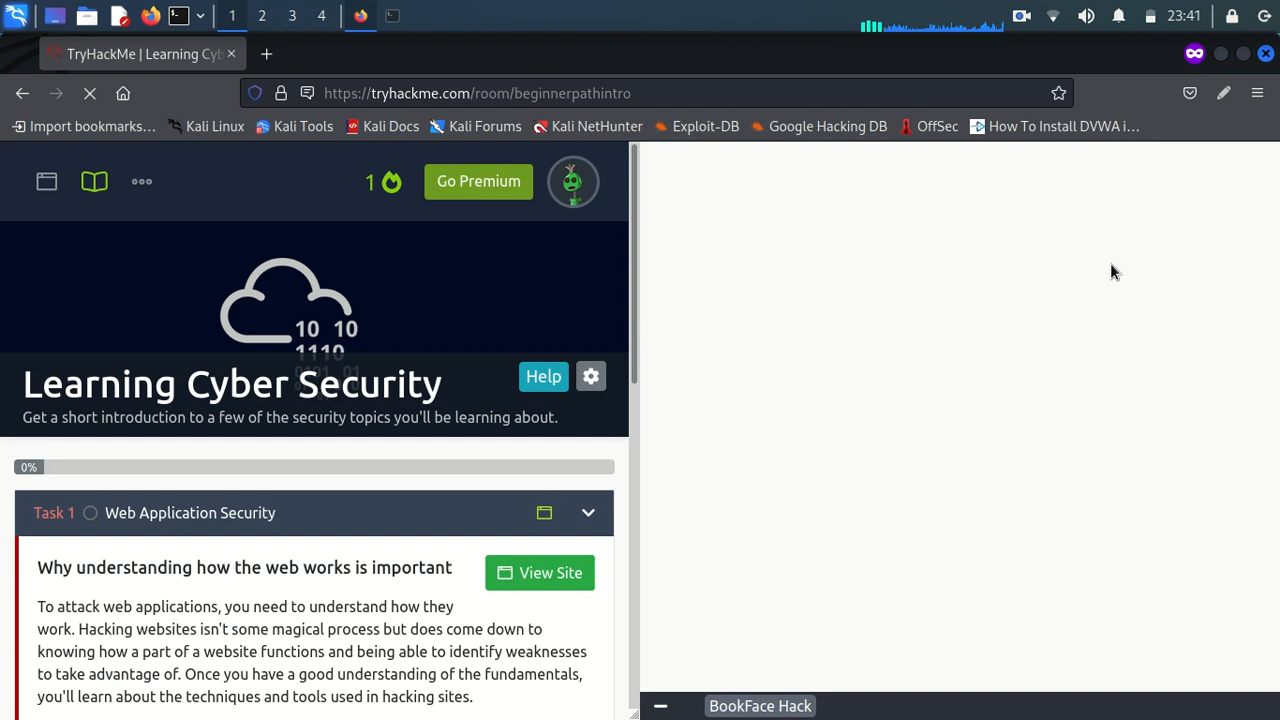 1 2 3 4 23:41
TryHackMe | Learning Cyb
https://tryhackme.com/room/beginnerpathintro
Import bookmarks... Kali Linux Kali Tools Kali Docs Kali Forums Kali NetHunter Exploit-DB Google Hacking DB OffSec How To Install DVWA i...
1 Go Premium
10 10
1110
Learning Cyber Security
Help
Get a short introduction to a few of the security topics you'll be learning about.
0%
Task 1 Web Application Security
Why understanding how the web works is important
View Site
To attack web applications, you need to understand how they
work. Hacking websites isn't some magical process but does come down to
knowing how a part of a website functions and being able to identify weaknesses
to take advantage of. Once you have a good understanding of the fundamentals,
you'll learn about the techniques and tools used in hacking sites.
BookFace Hack